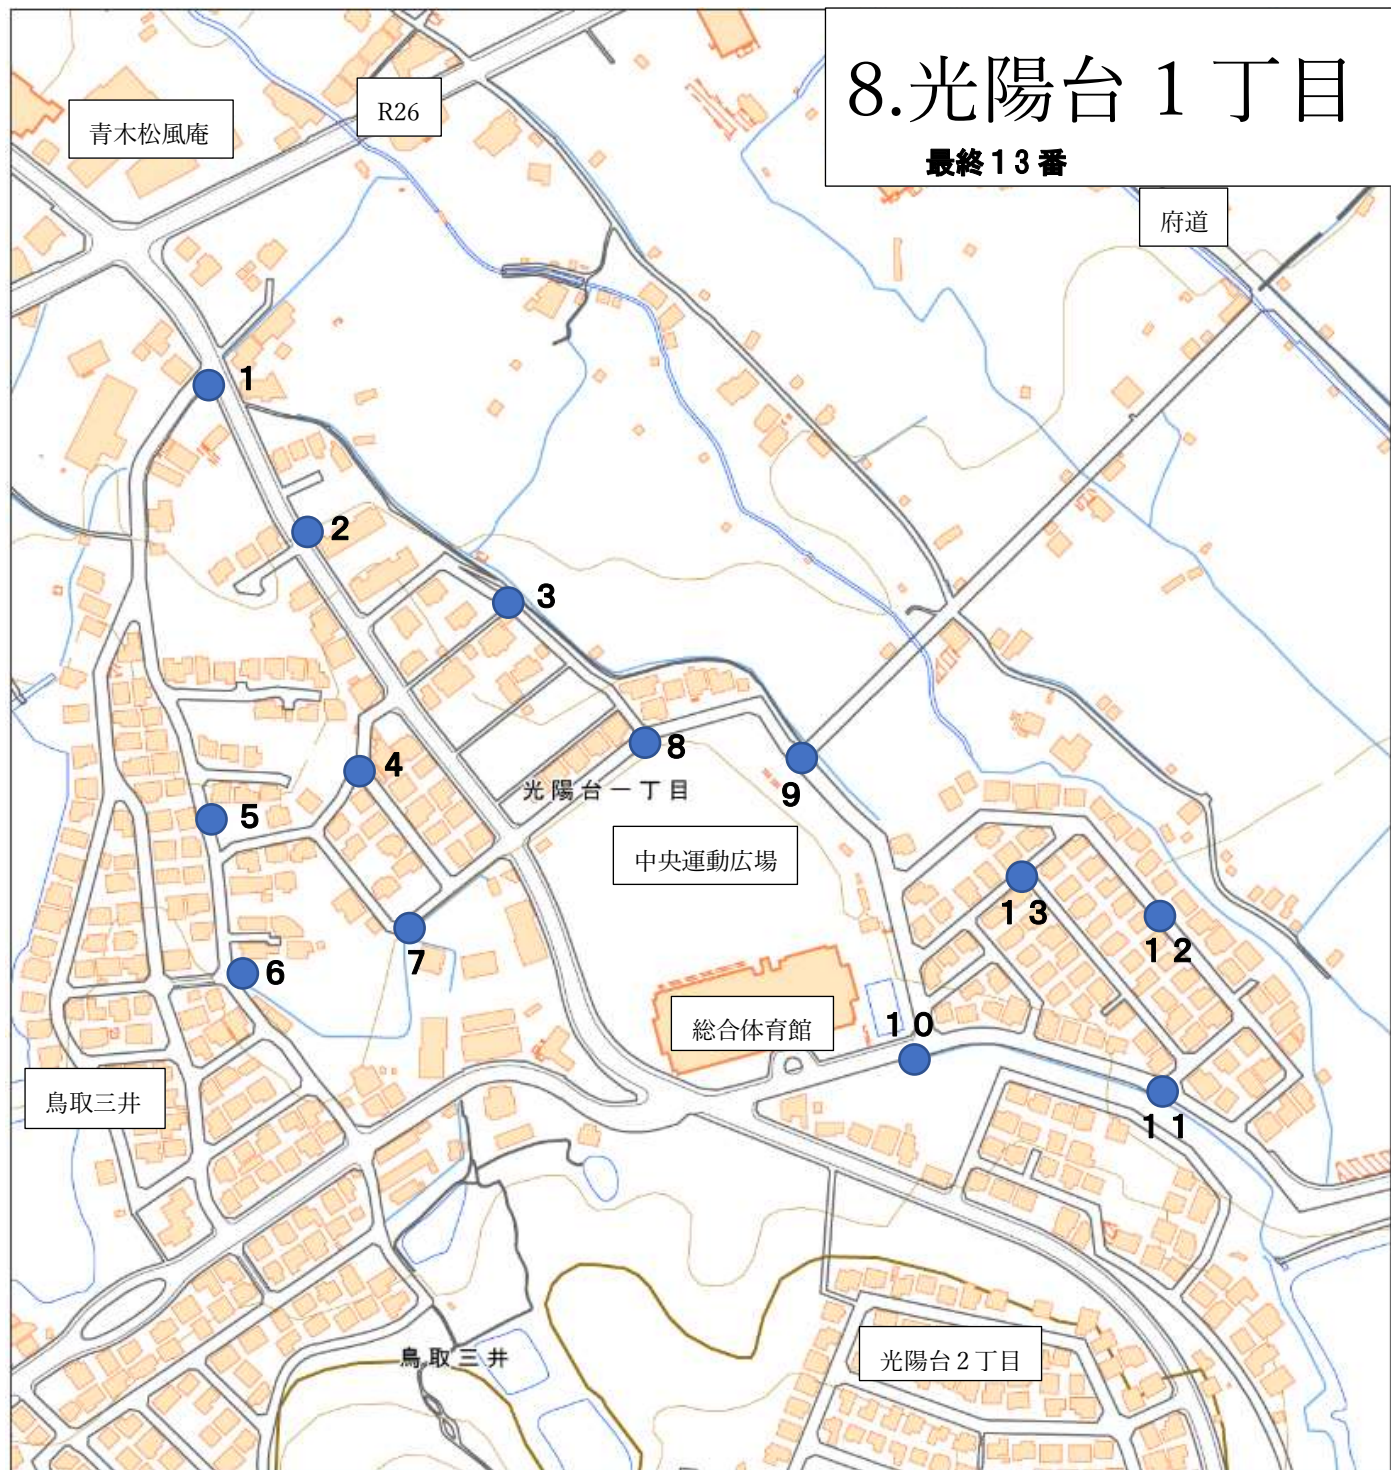 8.光陽台１丁目
最終１３番
R26
青木松風庵
府道
1
2
3
4
5
8
9
光陽台一丁目
中央運動広場
13
12
7
6
10
総合体育館
11
鳥取三井
鳥取三井
光陽台２丁目